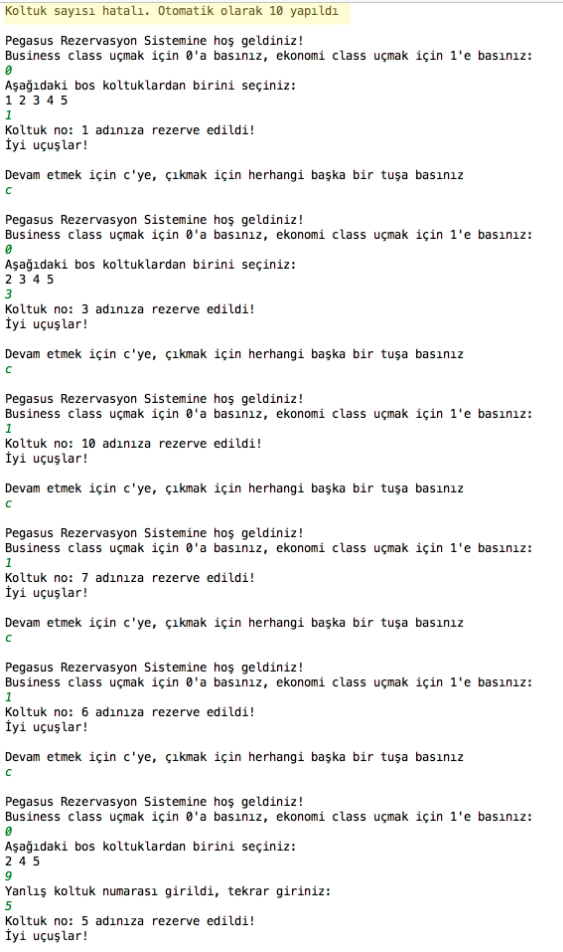 Koltuk sayısı hatalı. Otomatik olarak 10 yapıldı
Pegasus Rezervasyon Sistemine hoş geldiniz!
Business class uçmak için 0'a basınız, ekonomi class uçmak için 1'e basınız:
0
Aşağıdaki bos koltuklardan birini seçiniz:
1 2 3 4 5
1
Koltuk no: 1 adınıza rezerve edildi!
İyi uçuşlar!
Devam etmek için c'ye, çıkmak için herhangi başka bir tuşa basınız
c
Pegasus Rezervasyon Sistemine hoş geldiniz!
Business class uçmak için 0'a basınız, ekonomi class uçmak için 1'e basınız:
0
Aşağıdaki bos koltuklardan birini seçiniz:
2 3 4 5
3
Koltuk no: 3 adınıza rezerve edildi!
İyi uçuşlar!
Devam etmek için c'ye, çıkmak için herhangi başka bir tuşa basınız
c
Pegasus Rezervasyon Sistemine hoş geldiniz!
Business class uçmak için 0'a basınız, ekonomi class uçmak için 1'e basınız:
1
Koltuk no: 10 adınıza rezerve edildi!
İyi uçuşlar!
Devam etmek için c'ye, çıkmak için herhangi başka bir tuşa basınız
c
Pegasus Rezervasyon Sistemine hoş geldiniz!
Business class uçmak için 0'a basınız, ekonomi class uçmak için 1'e basınız:
1
Koltuk no: 7 adınıza rezerve edildi!
İyi uçuşlar!
Devam etmek için c'ye, çıkmak için herhangi başka bir tuşa basınız
c
Pegasus Rezervasyon Sistemine hoş geldiniz!
Business class uçmak için 0'a basınız, ekonomi class uçmak için 1'e basınız:
1
Koltuk no: 6 adınıza rezerve edildi!
İyi uçuşlar!
Devam etmek için c'ye, çıkmak için herhangi başka bir tuşa basınız
c
Pegasus Rezervasyon Sistemine hoş geldiniz!
Business class uçmak için 0'a basınız, ekonomi class uçmak için 1'e basınız:
0
Aşağıdaki bos koltuklardan birini seçiniz:
2 4 5
9
Yanlış koltuk numarası girildi, tekrar giriniz:
5
Koltuk no: 5 adınıza rezerve edildi!
İyi uçuşlar!